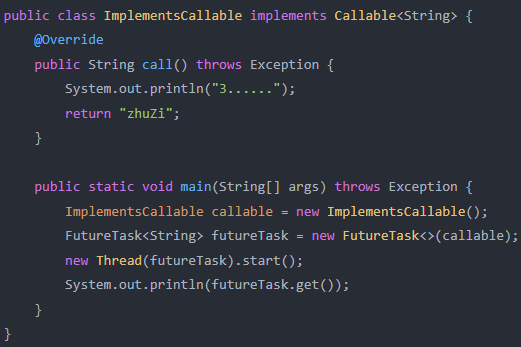 public class ImplementsCallable implements Callable<String> {
    @Override
    public String call() throws Exception {
        System.out.println("3......");
        return "zhuZi";
    }

    public static void main(String[] args) throws Exception {
        ImplementsCallable callable = new ImplementsCallable();
        FutureTask<String> futureTask = new FutureTask<>(callable);
        new Thread(futureTask).start();
        System.out.println(futureTask.get());
    }
}